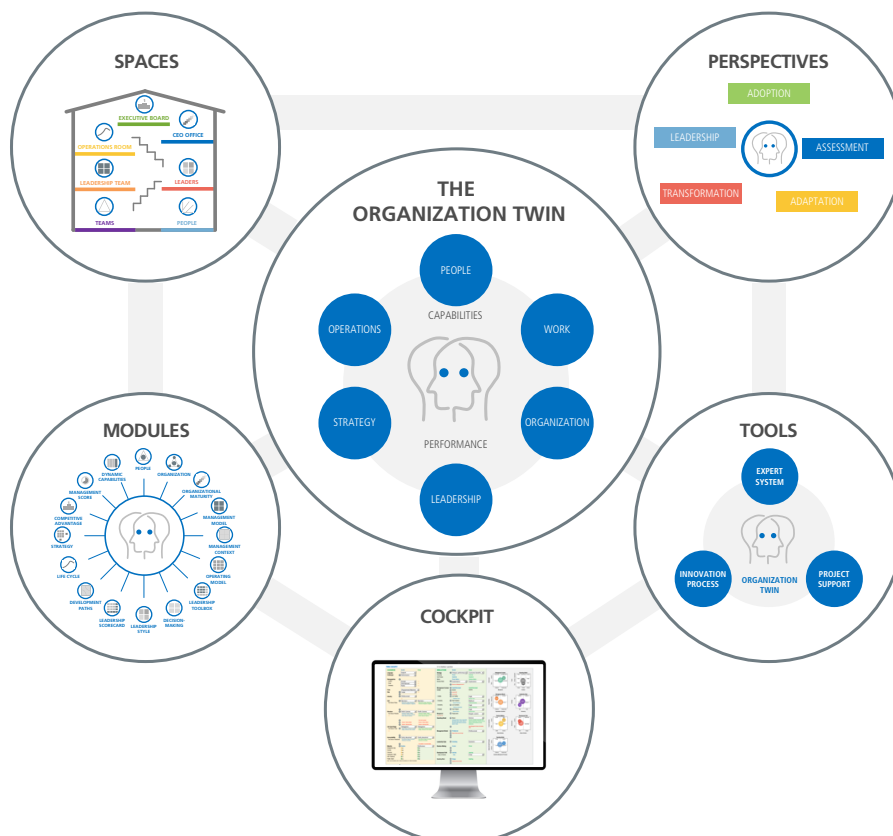 SPACES
EXECUTIVE BOARD
CEO OFFICE
OPERATIONS ROOM
LEADERSHIP TEAM
LEADERS
TEAMS
PEOPLE
PERSPECTIVES
ADOPTION
LEADERSHIP
ASSESSMENT
TRANSFORMATION
ADAPTATION
THE
ORGANIZATION TWIN
PEOPLE
CAPABILITIES
OPERATIONS
WORK
STRATEGY
ORGANIZATION
PERFORMANCE
LEADERSHIP
MODULES
PEOPLE
ORGANIZATION
ORGANIZATIONAL
MATURITY
MANAGEMENT
MODEL
MANAGEMENT
CONTEXT
OPERATING
MODEL
LEADERSHIP
TOOLBOX
DECISION-
MAKING
LEADERSHIP
STYLE
LEADERSHIP
SCORECARD
DEVELOPMENT
PATHS
LIFE CYCLE
STRATEGY
COMPETITIVE
ADVANTAGE
MANAGEMENT
SCORE
DYNAMIC
CAPABILITIES
TOOLS
EXPERT
SYSTEM
INNOVATION
PROCESS
ORGANIZATION
TWIN
PROJECT
SUPPORT
COCKPIT